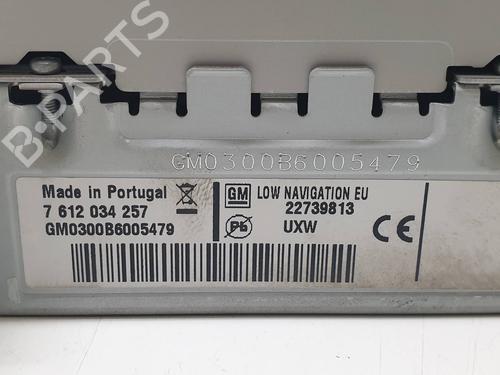 B-PARTS
GM0300B6005479
Made in Portugal
7 612 034 257
GM0300B6005479
GM
LOW NAVIGATION EU
22739813
Pb
UXW
CE